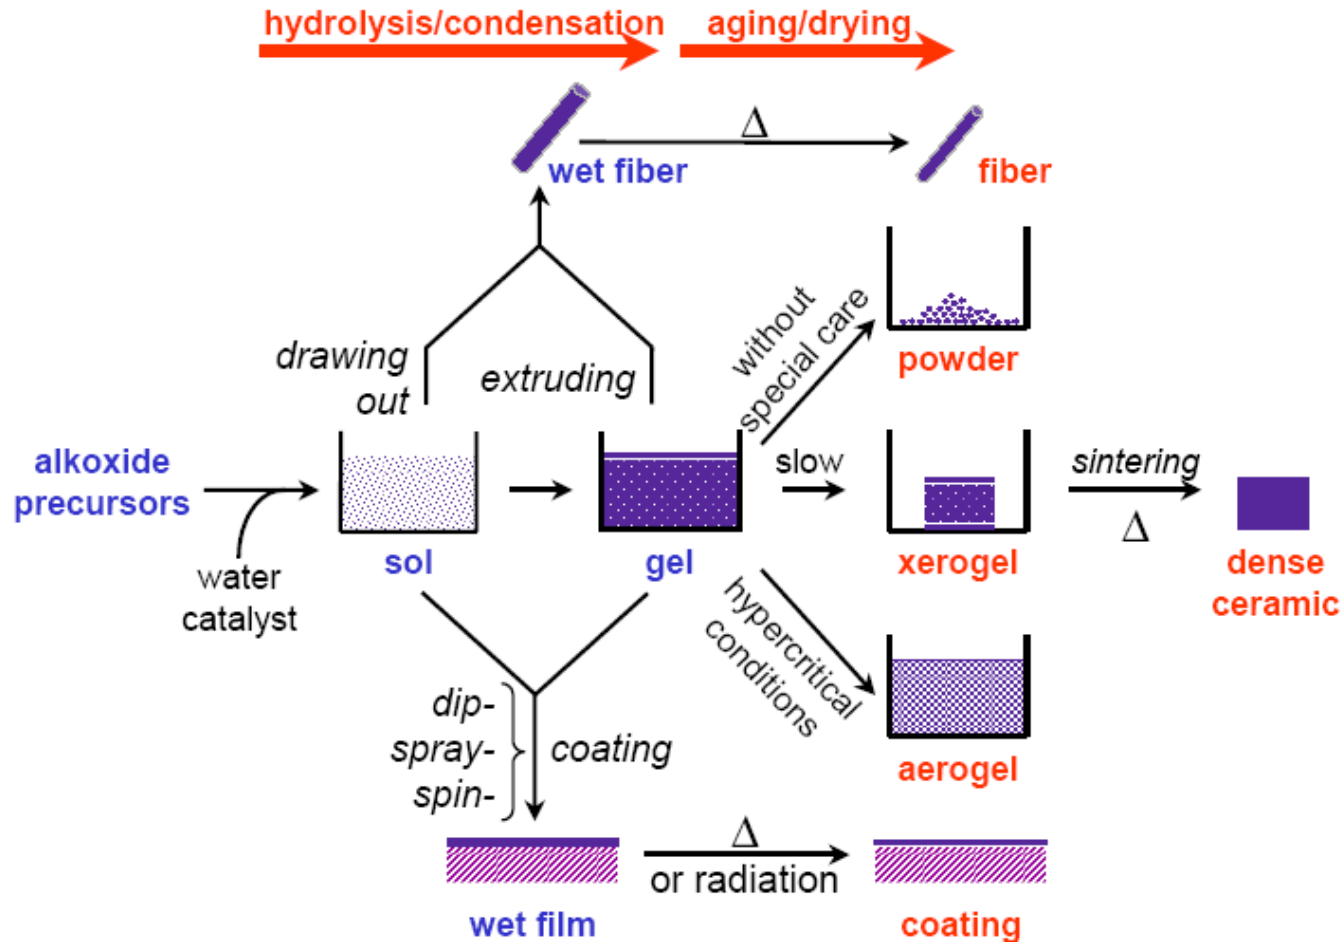 hydrolysis/condensation
aging/drying
Δ
wet fiber
fiber
drawing
out
extruding
without
special care
powder
alkoxide
precursors
water
catalyst
sol
gel
slow
xerogel
sintering
Δ
dense
ceramic
hypercritical
conditions
aerogel
dip-
spray-
spin-
coating
Δ
or radiation
wet film
coating